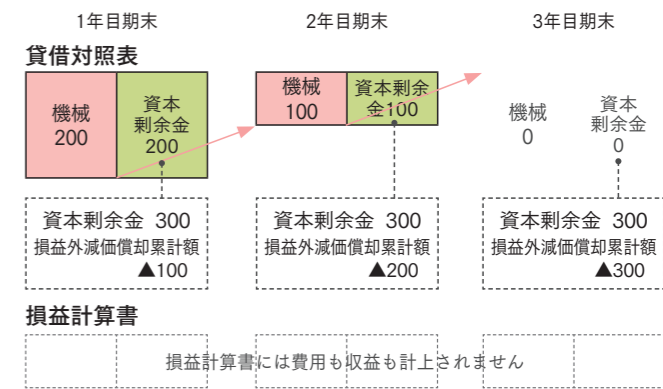 1年目期末
2年目期末
3年目期末
貸借対照表
機械
200
資本
剰余金
200
機械
100
資本剰余
金100
機械
0
資本
剰余金
0
資本剰余金 300
損益外減価償却累計額
▲100
資本剰余金 300
損益外減価償却累計額
▲200
資本剰余金 300
損益外減価償却累計額
▲300
損益計算書
損益計算書には費用も収益も計上されません